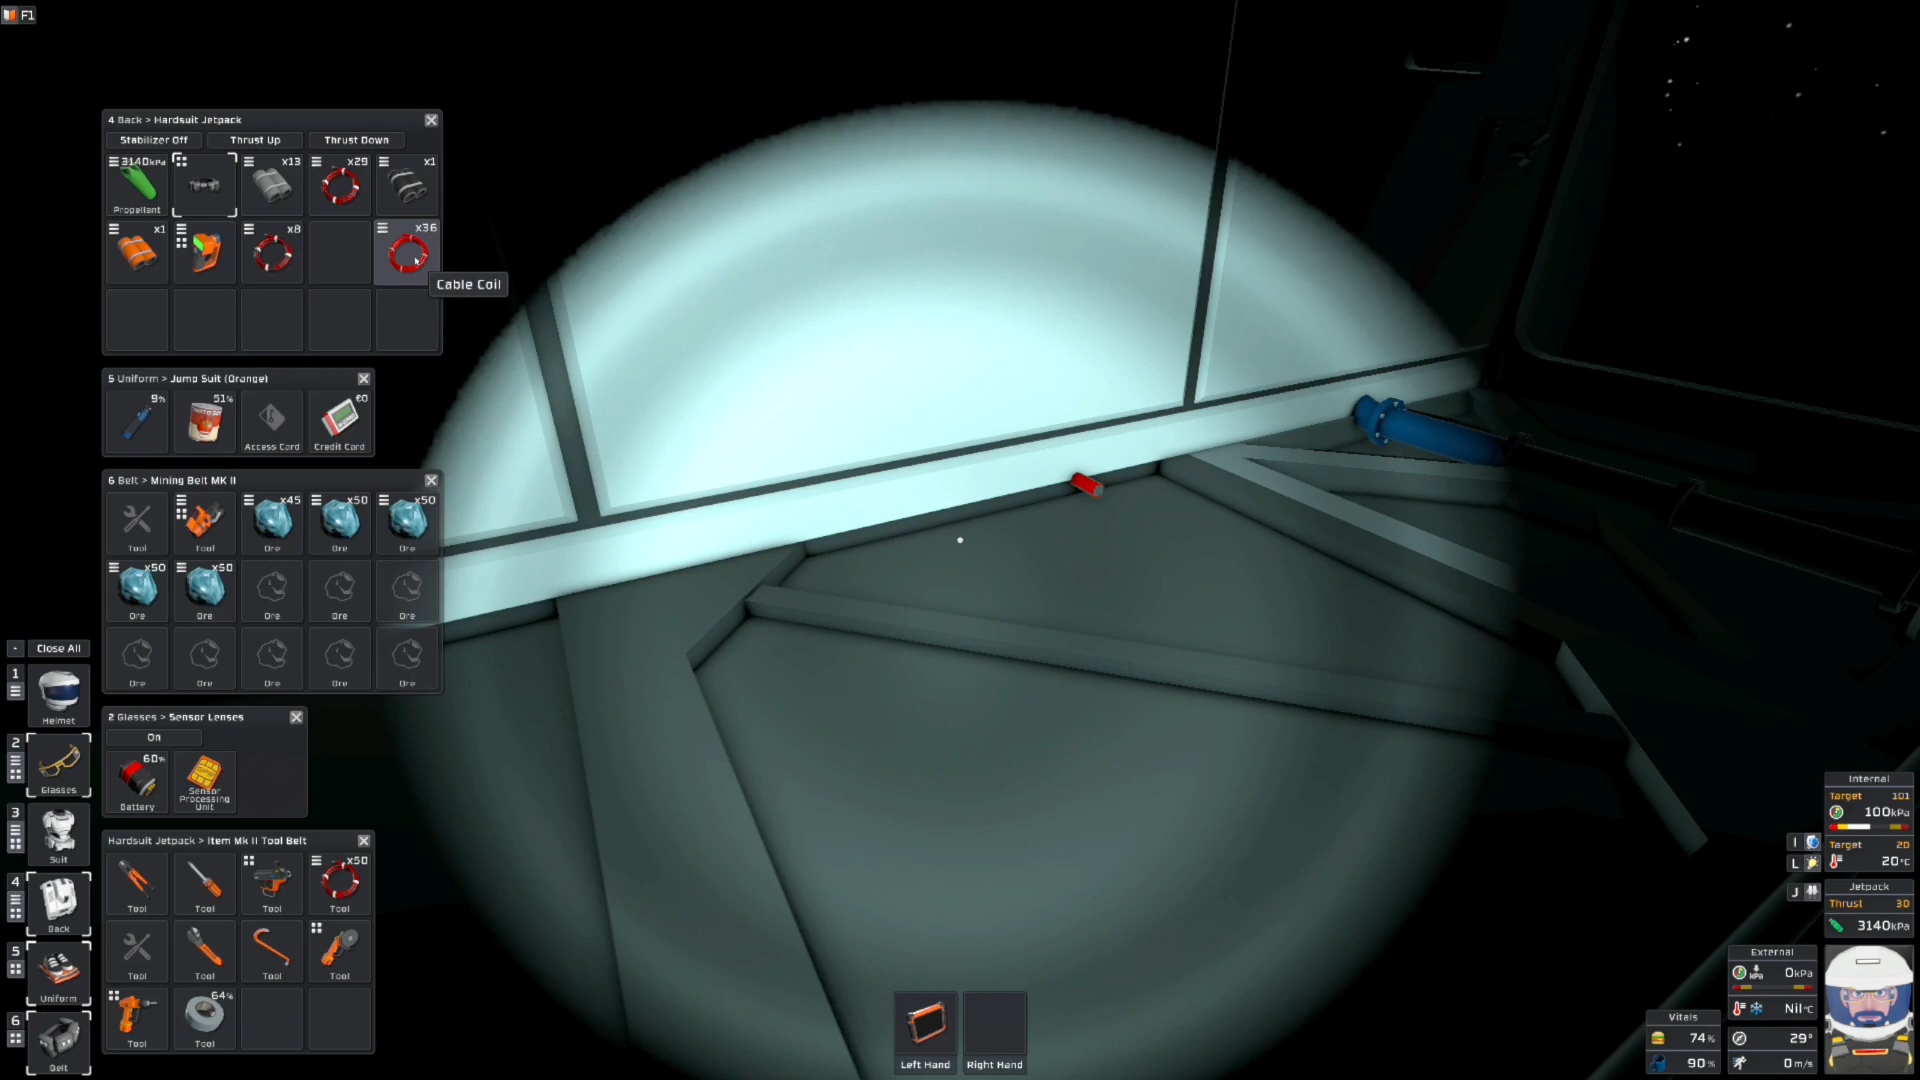 F1
4 Back > Hardsuit Jetpack
Stabilizer Off Thrust Up Thrust Down
3140kPa x13 x29 x1
Propellant
x1 x8 x36
Cable Coil
5 Uniform > Jump Suit (Orange)
9% 51% €0
Access Card Credit Card
6 Belt > Mining Belt MK II
x45 x50 x50
Tool Tool Ore Ore Ore
x50 x50
Ore Ore Ore Ore Ore
Ore Ore Ore Ore Ore
- Close All
1 Helmet
2 Glasses
3 Suit
4 Back
5 Uniform
6 Belt
2 Glasses > Sensor Lenses
On
60%
Battery Sensor Processing Unit
Hardsuit Jetpack > Item Mk II Tool Belt
x50
Tool Tool Tool Tool
Tool Tool Tool Tool
64%
Tool Tool
Left Hand Right Hand
Internal
Target 101
100kPa
Target 20
20°C
I
L
J
Jetpack
Thrust 30
3140kPa
External
kPa 0kPa
Nil°C
29°
0m/s
Vitals
74%
90%